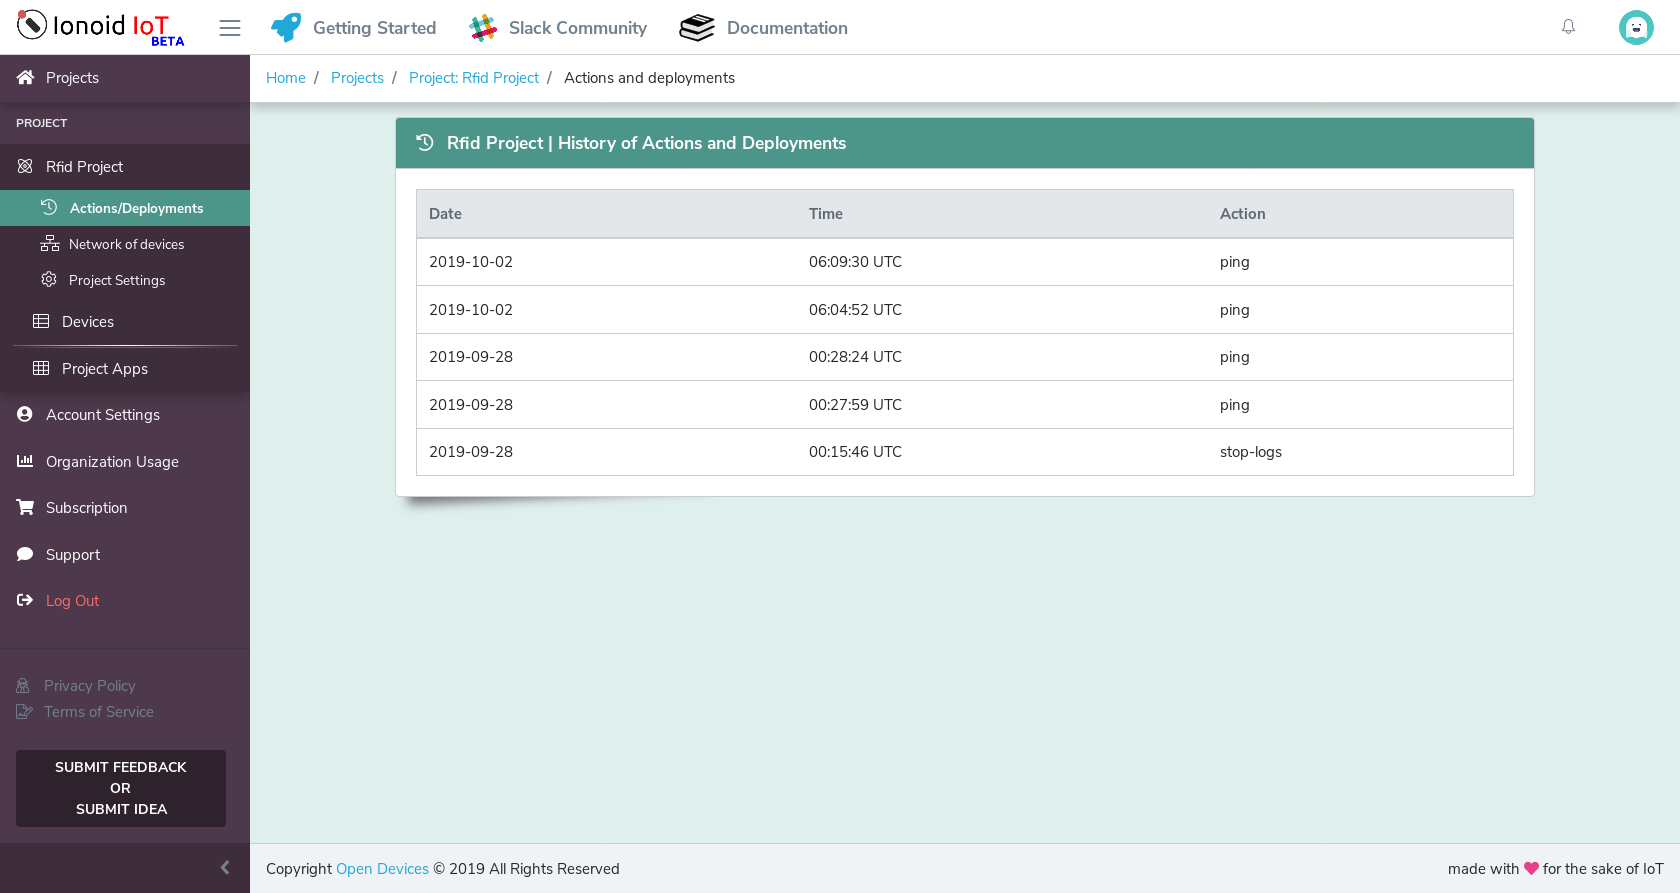 Ionoid IoT BETA
Getting Started
Slack Community
Documentation
Projects
PROJECT
Rfid Project
Actions/Deployments
Network of devices
Project Settings
Devices
Project Apps
Account Settings
Organization Usage
Subscription
Support
Log Out
Privacy Policy
Terms of Service
SUBMIT FEEDBACK
OR
SUBMIT IDEA
Home / Projects / Project: Rfid Project / Actions and deployments
Rfid Project | History of Actions and Deployments
Date Time Action
2019-10-02 06:09:30 UTC ping
2019-10-02 06:04:52 UTC ping
2019-09-28 00:28:24 UTC ping
2019-09-28 00:27:59 UTC ping
2019-09-28 00:15:46 UTC stop-logs
Copyright Open Devices © 2019 All Rights Reserved
made with ♥ for the sake of IoT